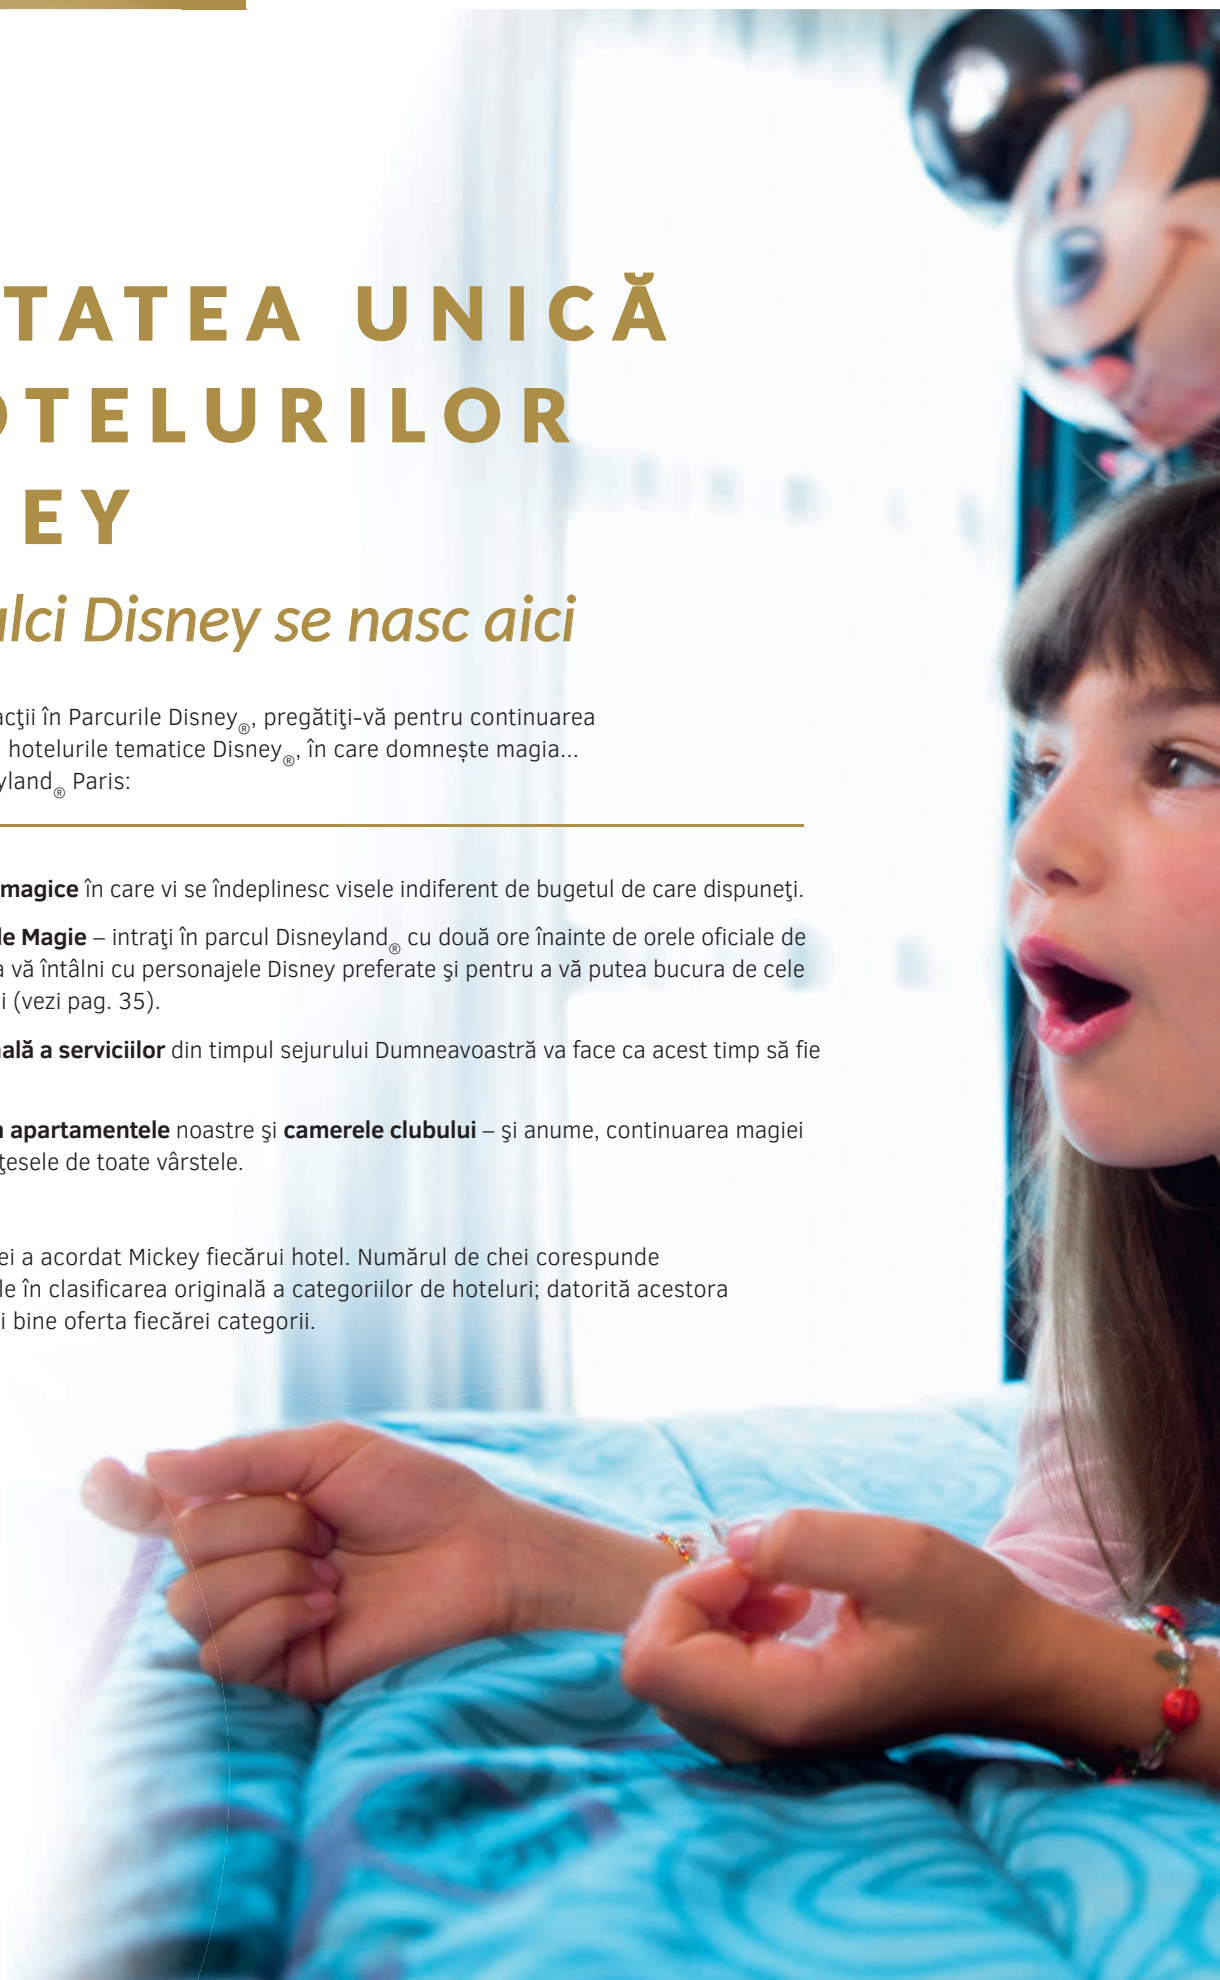 TATEA UNICĂ
OTELURILOR
EY
ulci Disney se nasc aici
acţii în Parcurile Disney®, pregătiţi-vă pentru continuarea
hotelurile tematice Disney®, în care domneşte magia...
yland® Paris:
magice în care vi se îndeplinesc visele indiferent de bugetul de care dispuneţi.
de Magie – intraţi în parcul Disneyland® cu două ore înainte de orele oficiale de
a vă întâlni cu personajele Disney preferate şi pentru a vă putea bucura de cele
i (vezi pag. 35).
ală a serviciilor din timpul sejurului Dumneavoastră va face ca acest timp să fie
apartamentele noastre şi camerele clubului – şi anume, continuarea magiei
ţesele de toate vârstele.
ei a acordat Mickey fiecărui hotel. Numărul de chei corespunde
le în clasificarea originală a categoriilor de hoteluri; datorită acestora
i bine oferta fiecărei categorii.